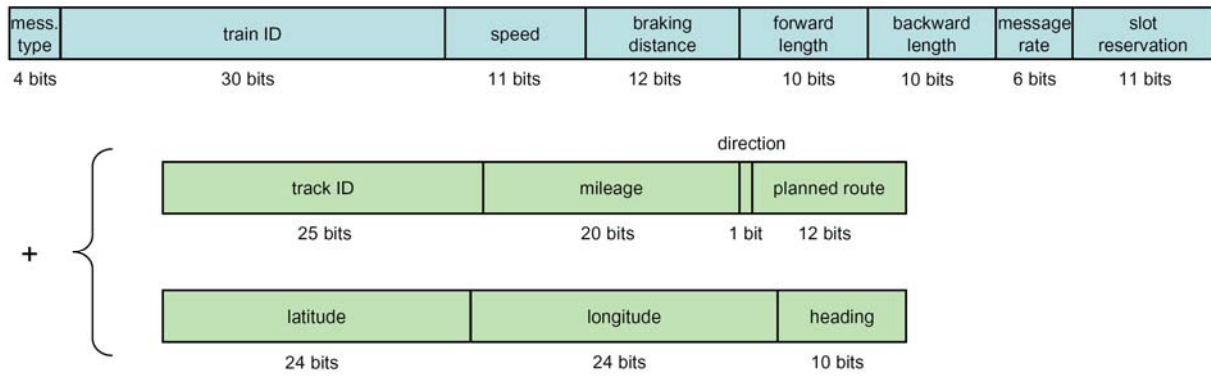 mess. type train ID speed braking distance forward length backward length message rate slot reservation
4 bits 30 bits 11 bits 12 bits 10 bits 10 bits 6 bits 11 bits
direction
+
track ID mileage planned route
25 bits 20 bits 1 bit 12 bits
latitude longitude heading
24 bits 24 bits 10 bits